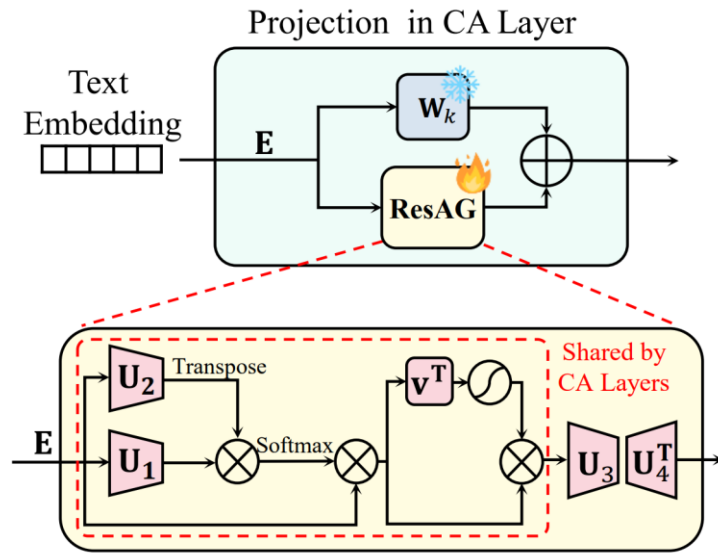 Projection in CA Layer
Text
Embedding
E
W_k
ResAG
Shared by
CA Layers
U_2
Transpose
v^T
E
U_1
Softmax
U_3
U_4^T